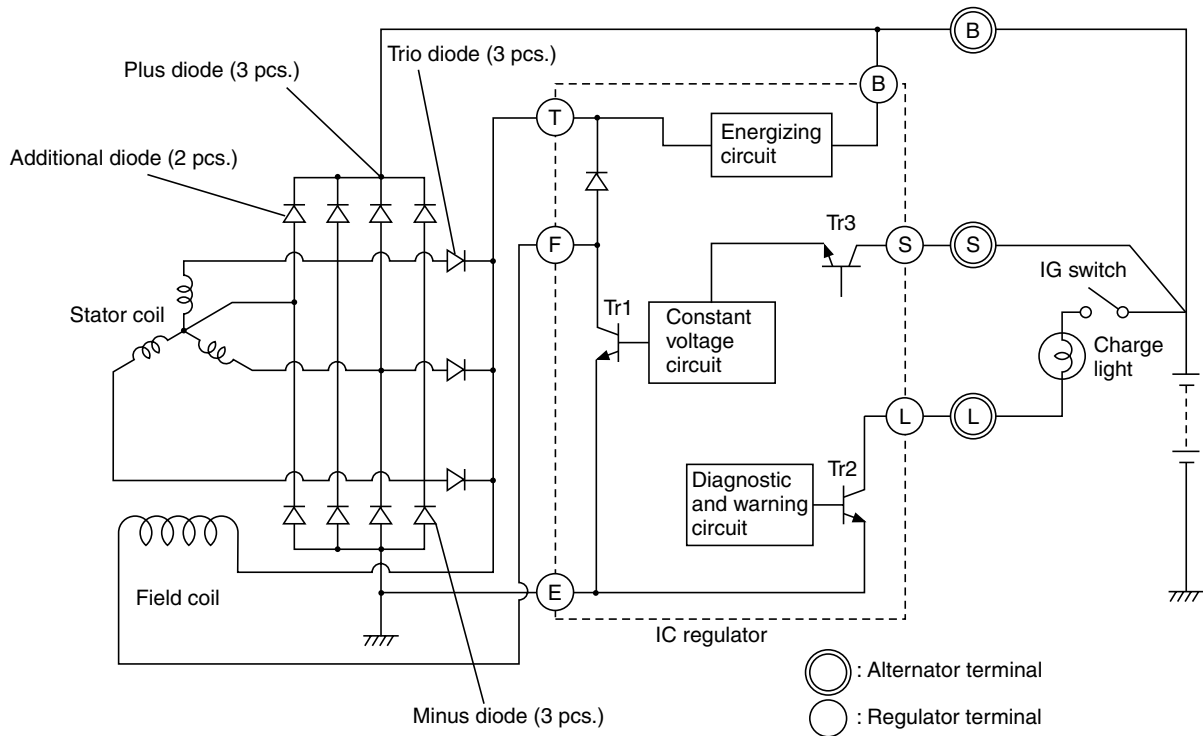 B
Trio diode (3 pcs.)
Plus diode (3 pcs.)
B
T
Energizing
circuit
Additional diode (2 pcs.)
Tr3
F
S
S
IG switch
Stator coil
Tr1
Constant
voltage
circuit
Charge
light
L
L
Tr2
Diagnostic
and warning
circuit
Field coil
E
IC regulator
: Alternator terminal
Minus diode (3 pcs.)
: Regulator terminal